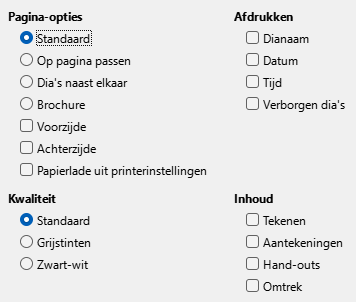 Pagina-opties
Standaard
Op pagina passen
Dia's naast elkaar
Brochure
Voorzijde
Achterzijde
Papierlade uit printerinstellingen
Afdrukken
Dianaam
Datum
Tijd
Verborgen dia's
Kwaliteit
Standaard
Grijstinten
Zwart-wit
Inhoud
Tekenen
Aantekeningen
Hand-outs
Omtrek